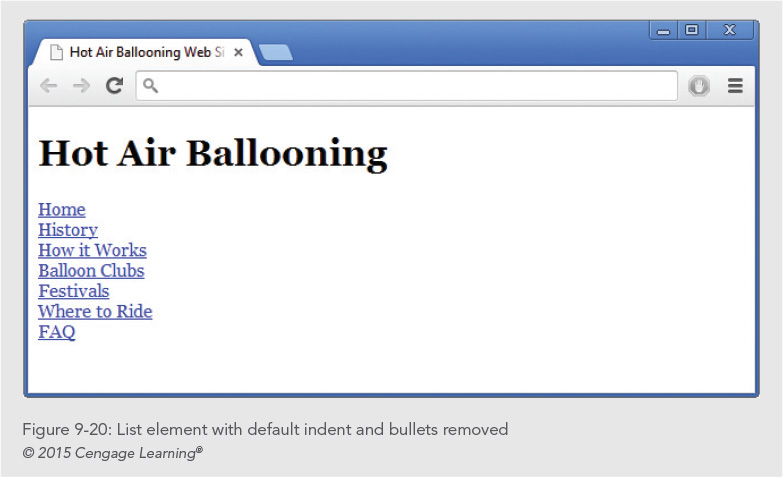 Hot Air Ballooning Web Si
Hot Air Ballooning
Home
History
How it Works
Balloon Clubs
Festivals
Where to Ride
FAQ
Figure 9-20: List element with default indent and bullets removed
© 2015 Cengage Learning®